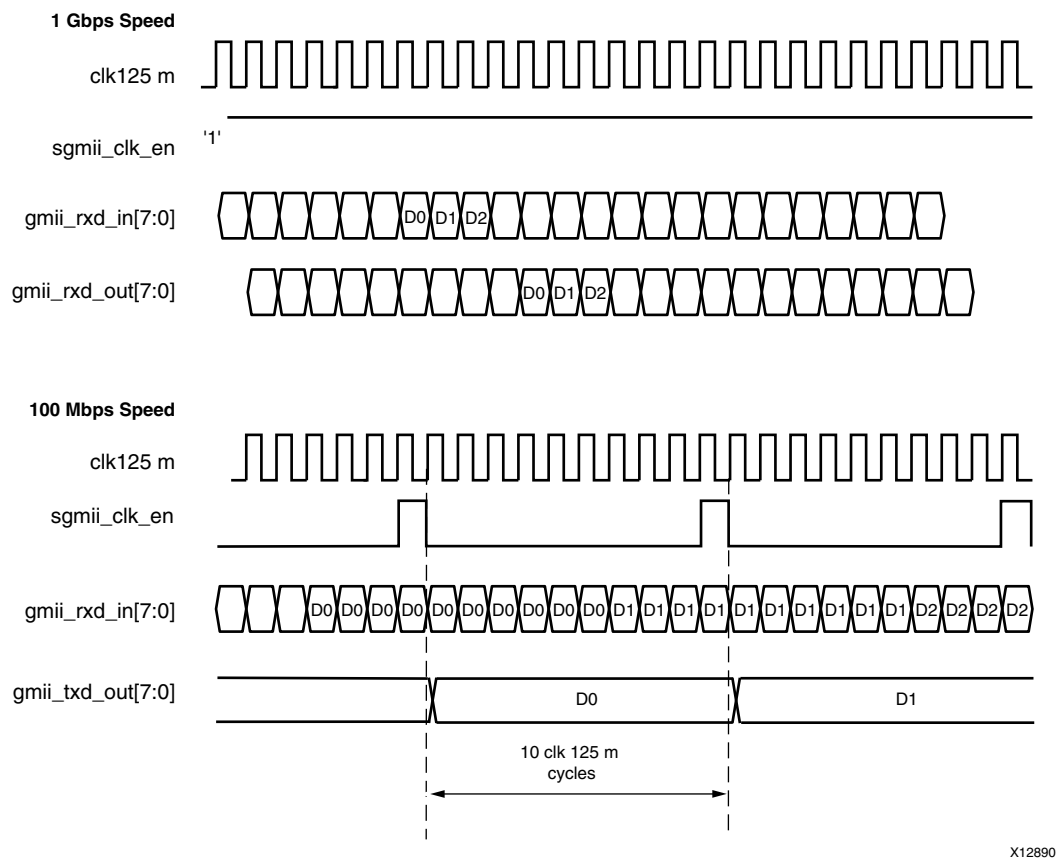 1 Gbps Speed
clk125 m
'1'
sgmii_clk_en
gmii_rxd_in[7:0] D0 D1 D2
gmii_rxd_out[7:0] D0 D1 D2
100 Mbps Speed
clk125 m
sgmii_clk_en
gmii_rxd_in[7:0] D0 D0 D0 D0 D0 D0 D0 D0 D0 D0 D1 D1 D1 D1 D1 D1 D1 D1 D1 D1 D2 D2 D2 D2
gmii_txd_out[7:0] D0 D1
10 clk 125 m
cycles
X12890